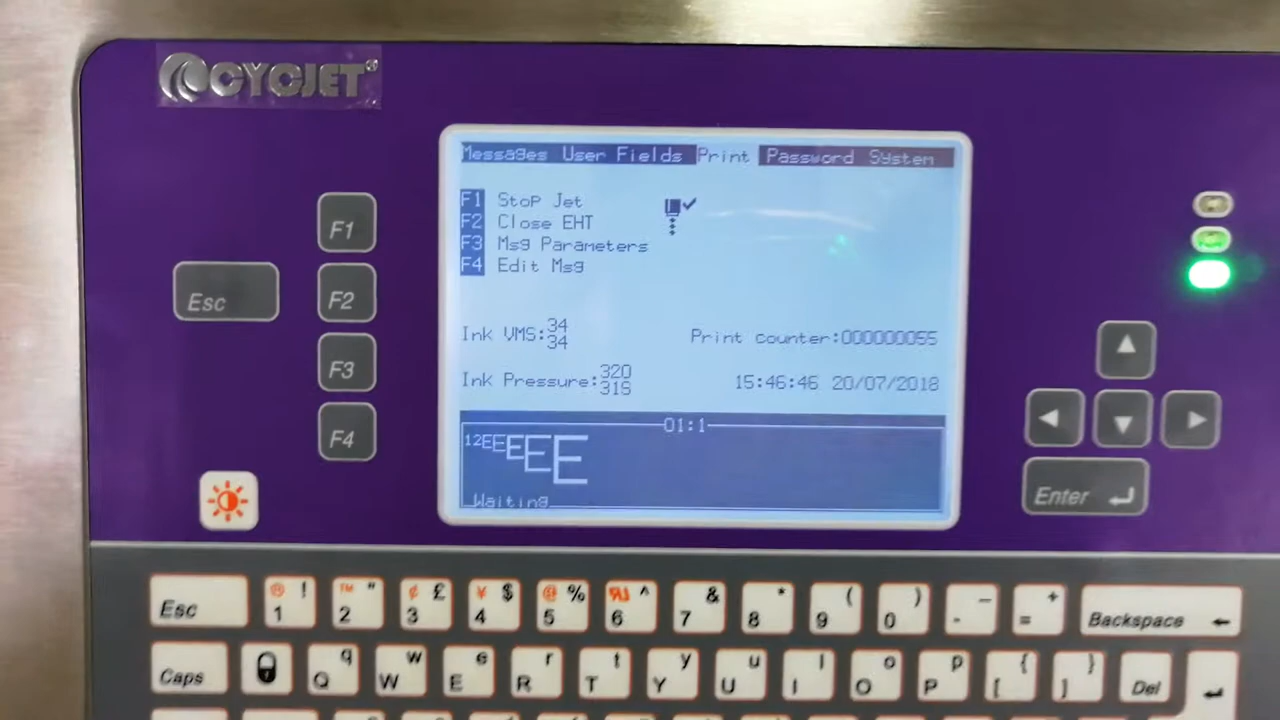 CYCJET®
Messages User Fields Print Password System
F1 Stop Jet
F2 Close EHT
F3 Msg Parameters
F4 Edit Msg
Ink VMS:34
34
Print counter:000000055
Ink Pressure:320
319
15:46:46 20/07/2018
01:1
12EEEEE
Waiting
F1
F2
F3
F4
Esc
Enter
Esc
® ! 1
™ " 2
¢ £ 3
¥ $ 4
@ % 5
^ 6
& 7
* 8
( 9
) 0
_ -
+ =
Backspace
Caps
q Q
w W
e E
r R
t T
y Y
u U
i I
o O
p P
{ [
} ]
Del